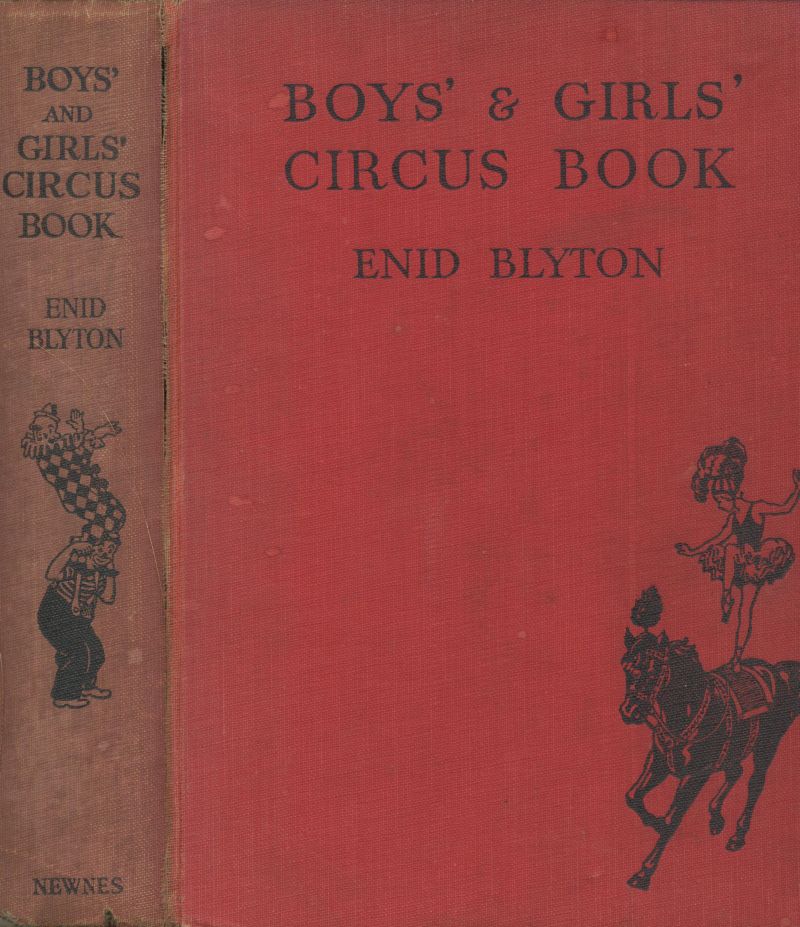 BOYS'
AND
GIRLS'
CIRCUS
BOOK
ENID
BLYTON
NEWNES
BOYS' & GIRLS'
CIRCUS BOOK
ENID BLYTON